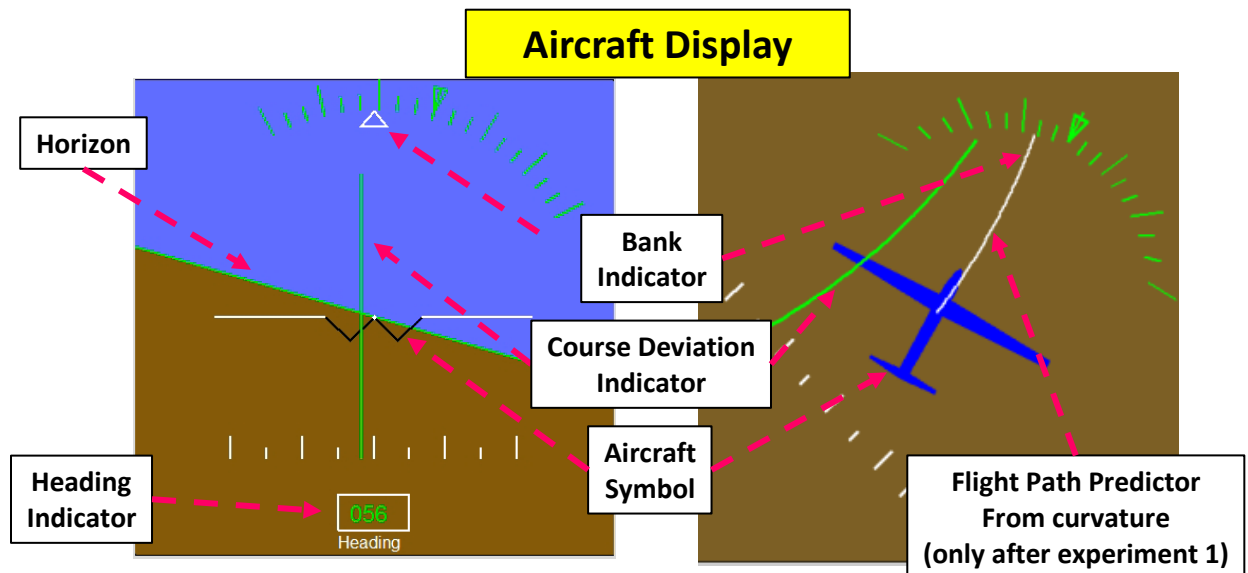 Aircraft Display
Horizon
Bank
Indicator
Course Deviation
Indicator
Aircraft
Symbol
Heading
Indicator
056
Heading
Flight Path Predictor
From curvature
(only after experiment 1)